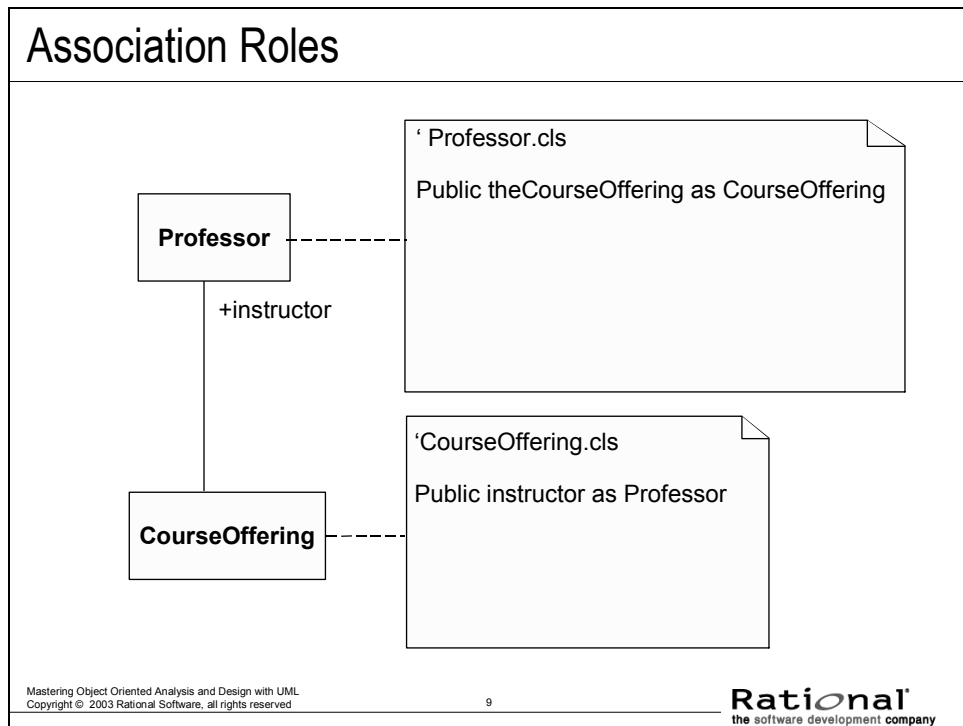 Association Roles
‘ Professor.cls
Public theCourseOffering as CourseOffering
Professor
+instructor
‘CourseOffering.cls
Public instructor as Professor
CourseOffering
Mastering Object Oriented Analysis and Design with UML
Copyright © 2003 Rational Software, all rights reserved
9
Rational
the software development company